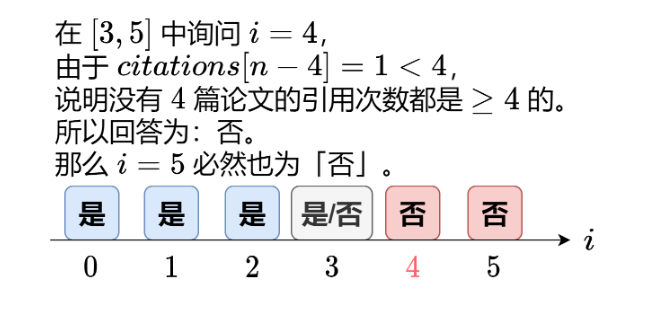 在 [3, 5] 中询问 i = 4，
由于 citations[n − 4] = 1 < 4，
说明没有 4 篇论文的引用次数都是 ≥ 4 的。
所以回答为：否。
那么 i = 5 必然也为「否」。
是 是 是 是/否 否 否
i
0 1 2 3 4 5